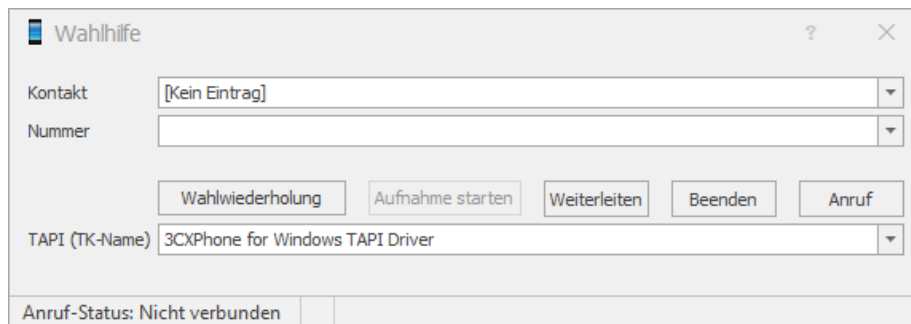 Wahlhilfe ?
Kontakt [Kein Eintrag]
Nummer
Wahlwiederholung Aufnahme starten Weiterleiten Beenden Anruf
TAPI (TK-Name) 3CXPhone for Windows TAPI Driver
Anruf-Status: Nicht verbunden